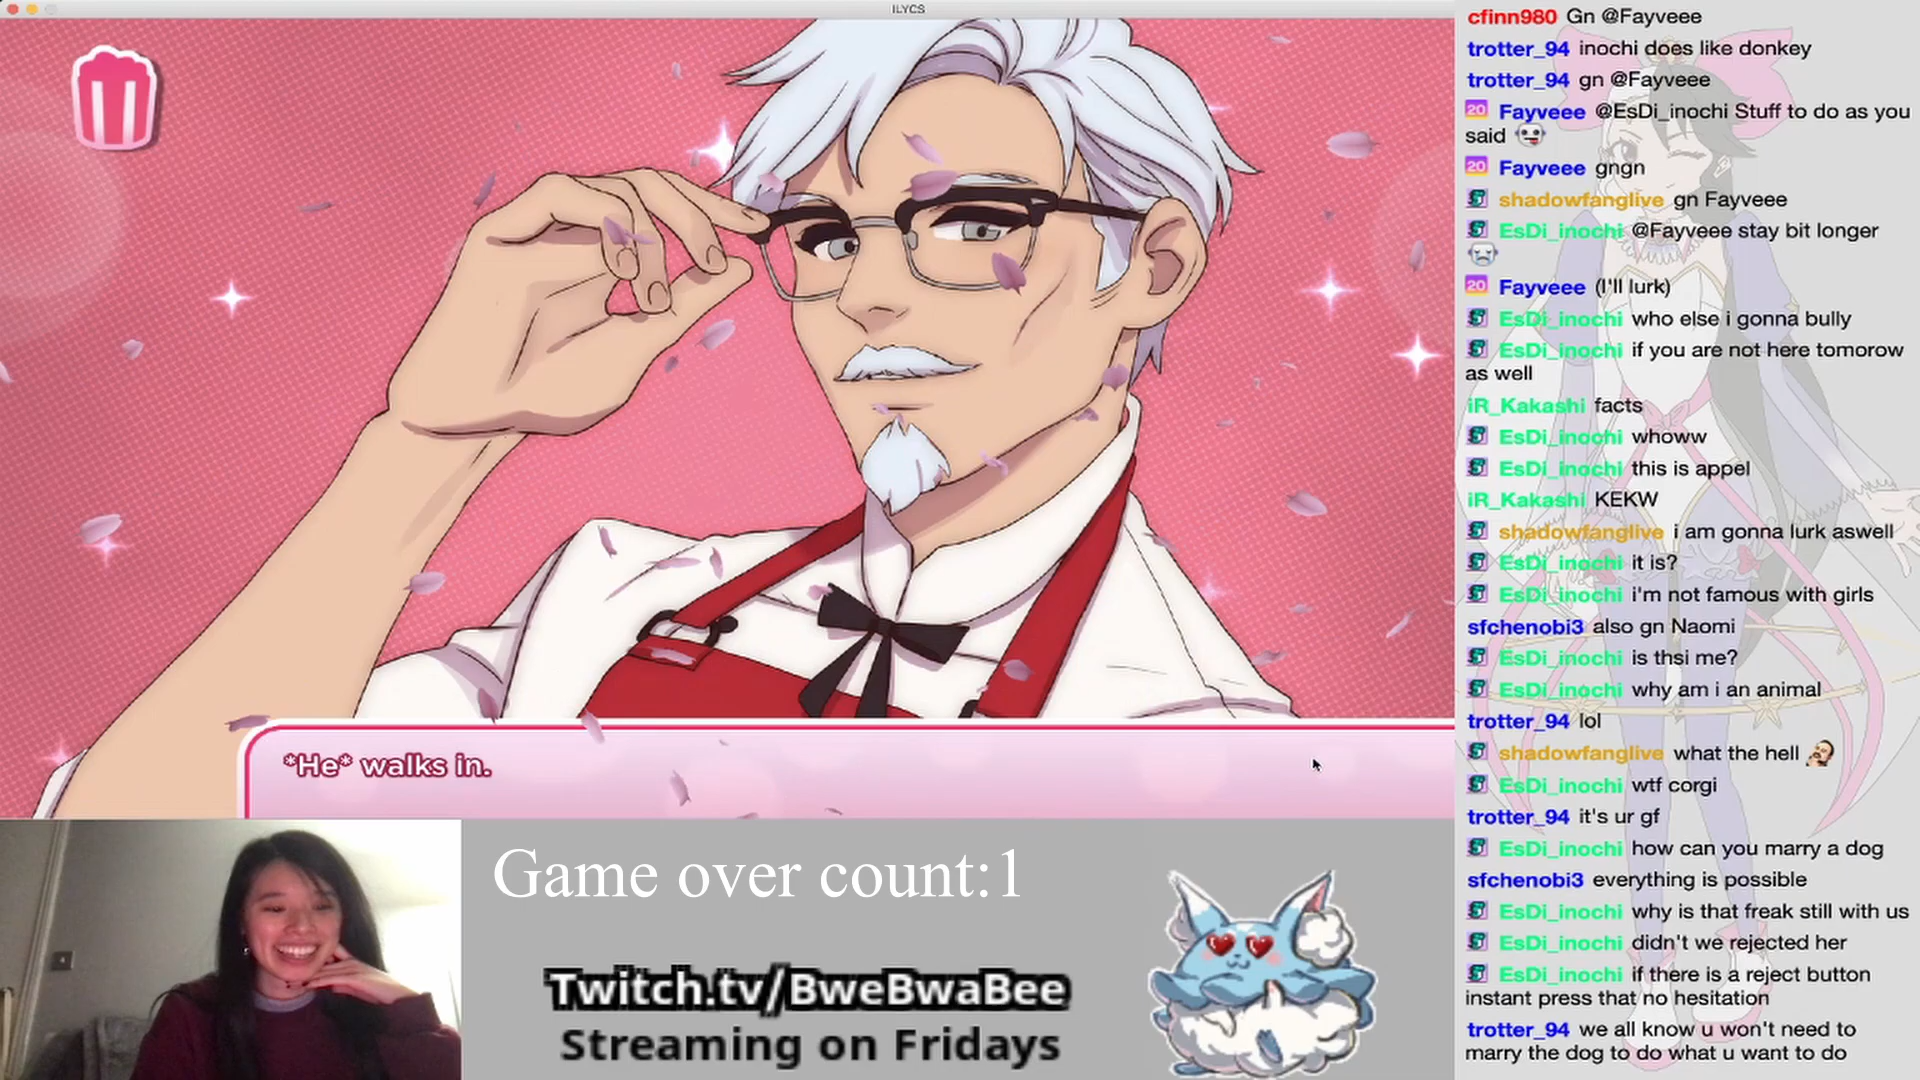 ILYCS
*He* walks in.
Game over count:1
Twitch.tv/BweBwaBee
Streaming on Fridays
cfinn980 Gn @Fayveee
trotter_94 inochi does like donkey
trotter_94 gn @Fayveee
20 Fayveee @EsDi_inochi Stuff to do as you
said
20 Fayveee gngn
shadowfanglive gn Fayveee
EsDi_inochi @Fayveee stay bit longer
20 Fayveee (I'll lurk)
EsDi_inochi who else i gonna bully
EsDi_inochi if you are not here tomorow
as well
iR_Kakashi facts
EsDi_inochi whoww
EsDi_inochi this is appel
iR_Kakashi KEKW
shadowfanglive i am gonna lurk aswell
EsDi_inochi it is?
EsDi_inochi i'm not famous with girls
sfchenobi3 also gn Naomi
EsDi_inochi is thsi me?
EsDi_inochi why am i an animal
trotter_94 lol
shadowfanglive what the hell
EsDi_inochi wtf corgi
trotter_94 it's ur gf
EsDi_inochi how can you marry a dog
sfchenobi3 everything is possible
EsDi_inochi why is that freak still with us
EsDi_inochi didn't we rejected her
EsDi_inochi if there is a reject button
instant press that no hesitation
trotter_94 we all know u won't need to
marry the dog to do what u want to do